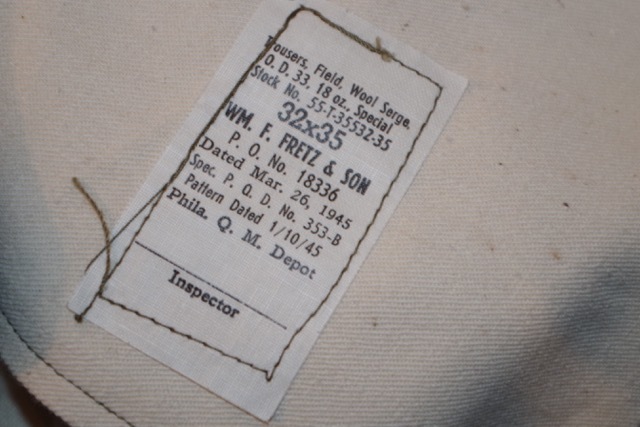 Trousers, Field, Wool Serge,
O. D. 33, 18 oz., Special
Stock No. 55-T-35532-35
32x35
WM. F. FRETZ & SON
P. O. No. 18336
Dated Mar. 26, 1945
Spec. P. Q. D. No. 353-B
Pattern Dated 1/10/45
Phila. Q. M. Depot
Inspector